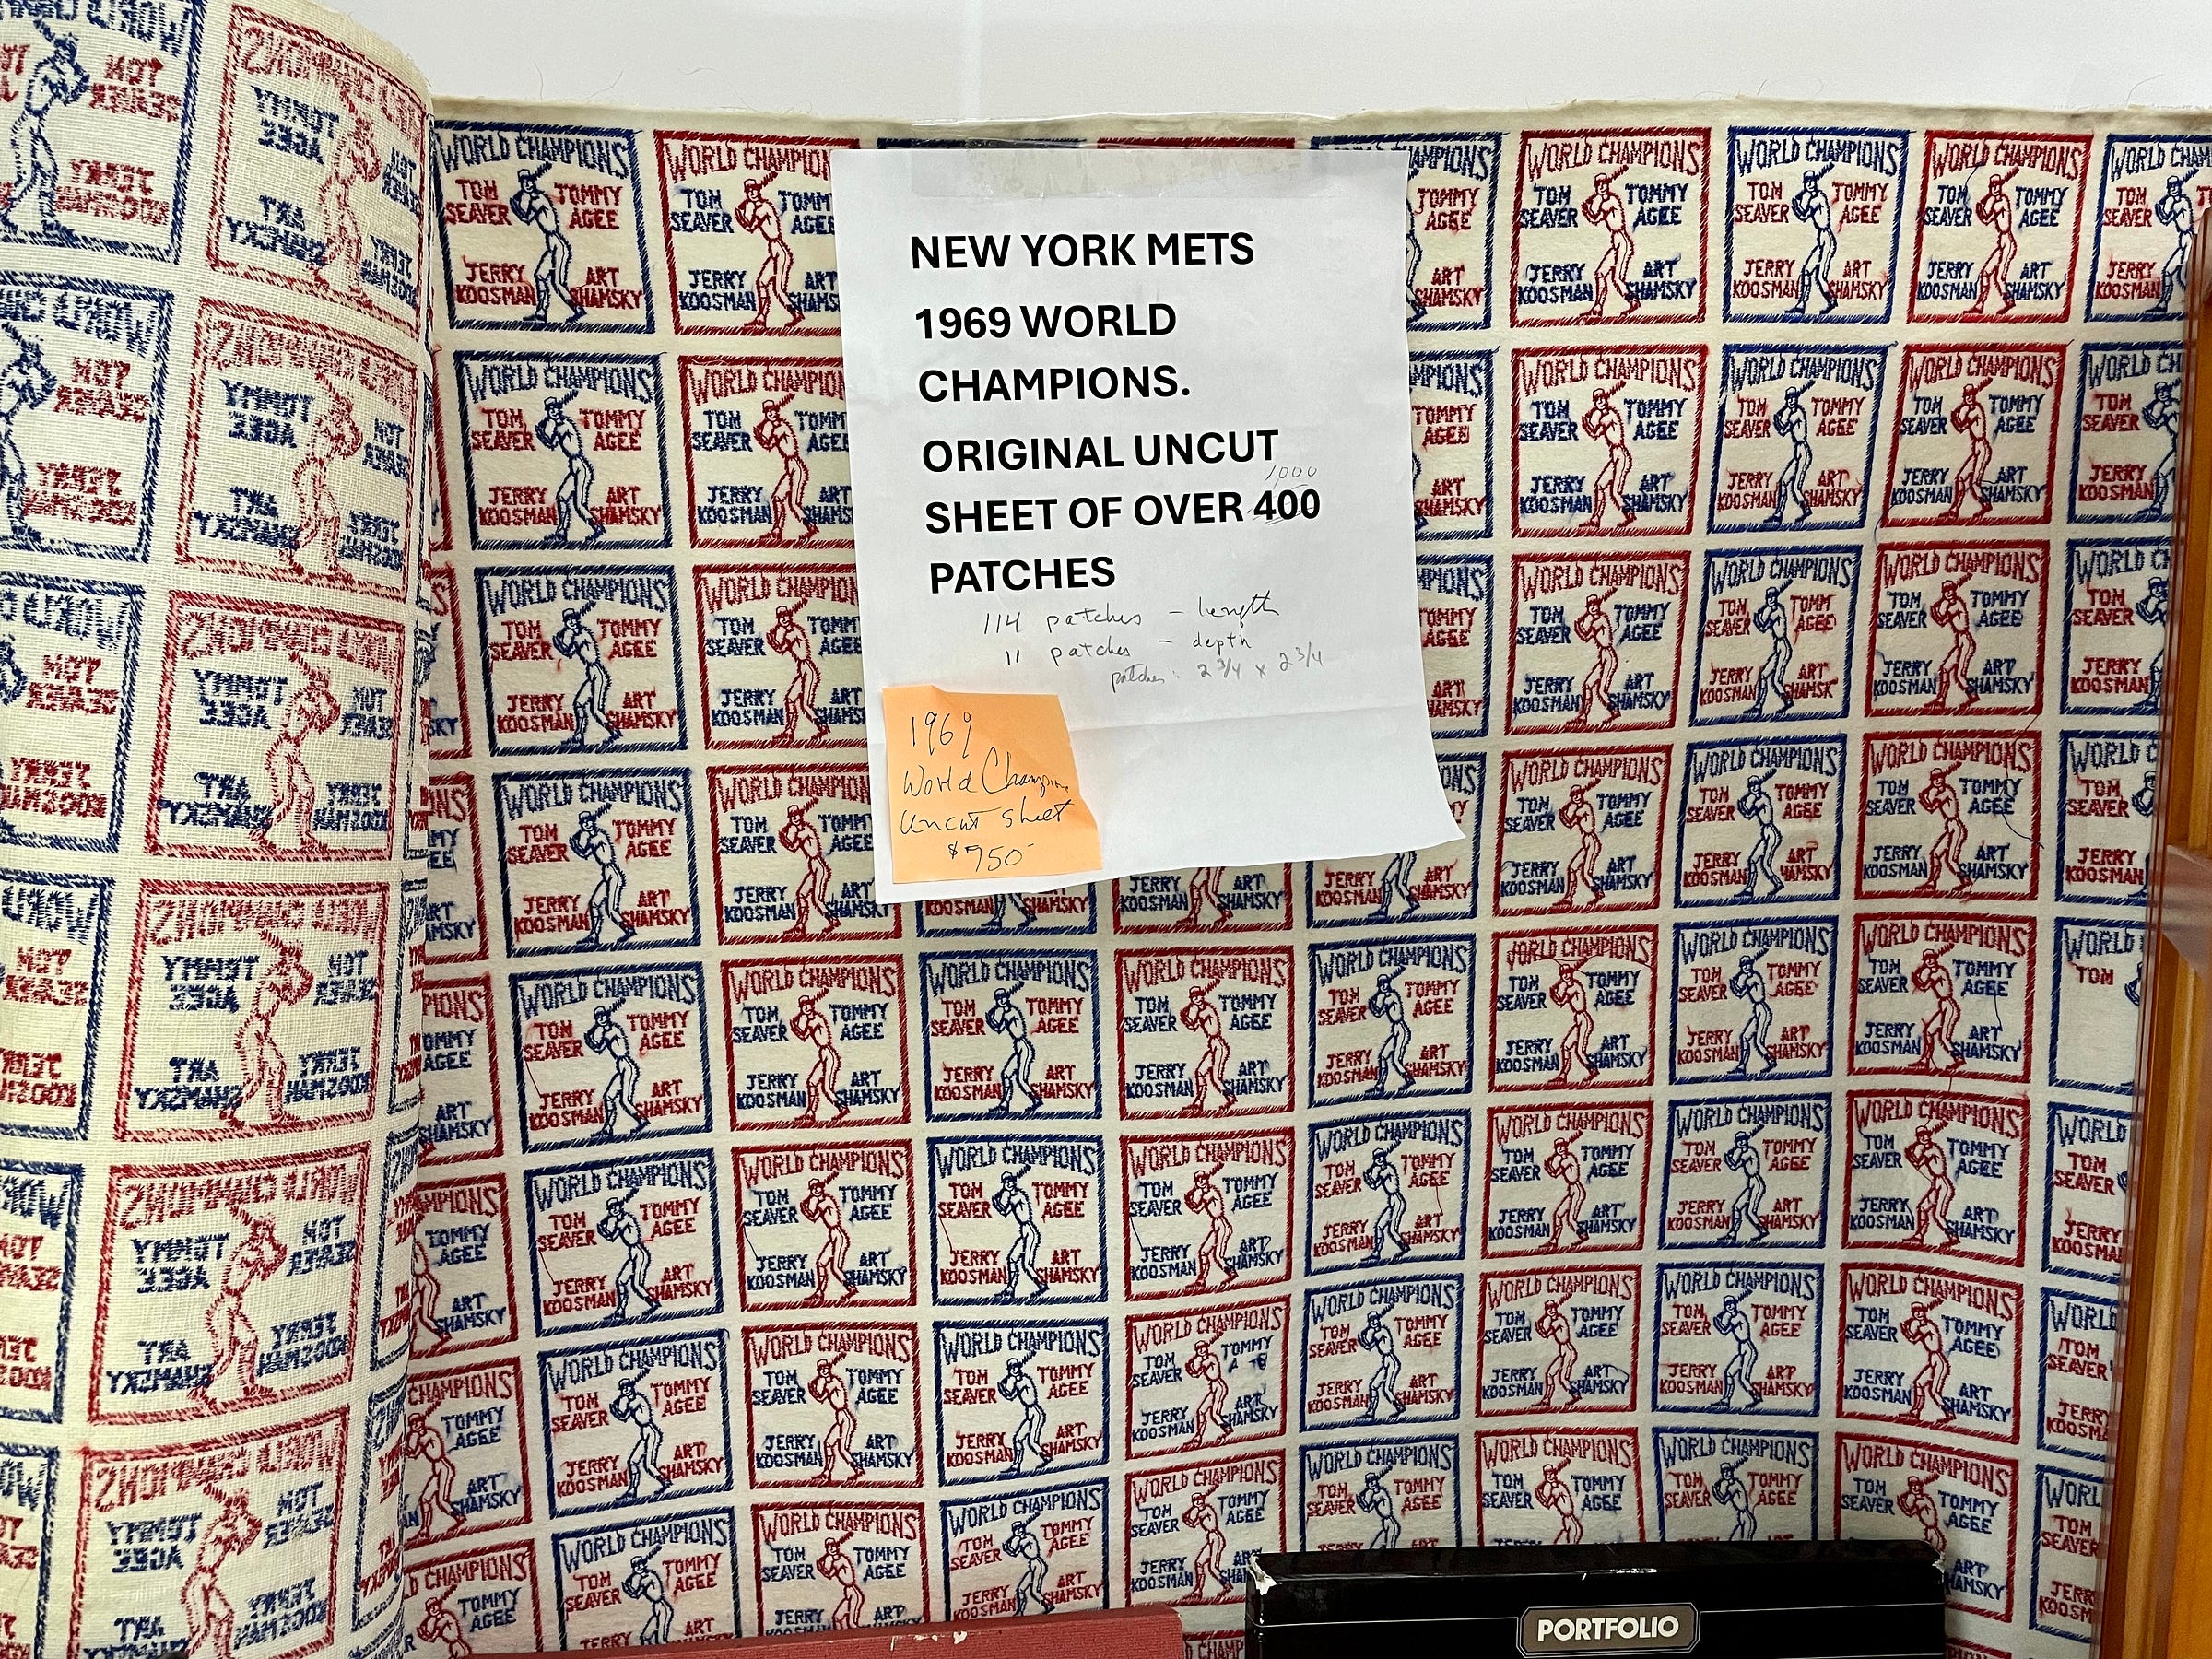 NEW YORK METS
1969 WORLD
CHAMPIONS.
ORIGINAL UNCUT
1000
SHEET OF OVER 400
PATCHES
114 patches - length
11 patches - depth
patches: 2 3/4 x 2 3/4
1969
World Champions
Uncut Sheet
$750-
WORLD CHAMPIONS
TOM SEAVER TOMMY AGEE
JERRY KOOSMAN ART SHAMSKY
PORTFOLIO